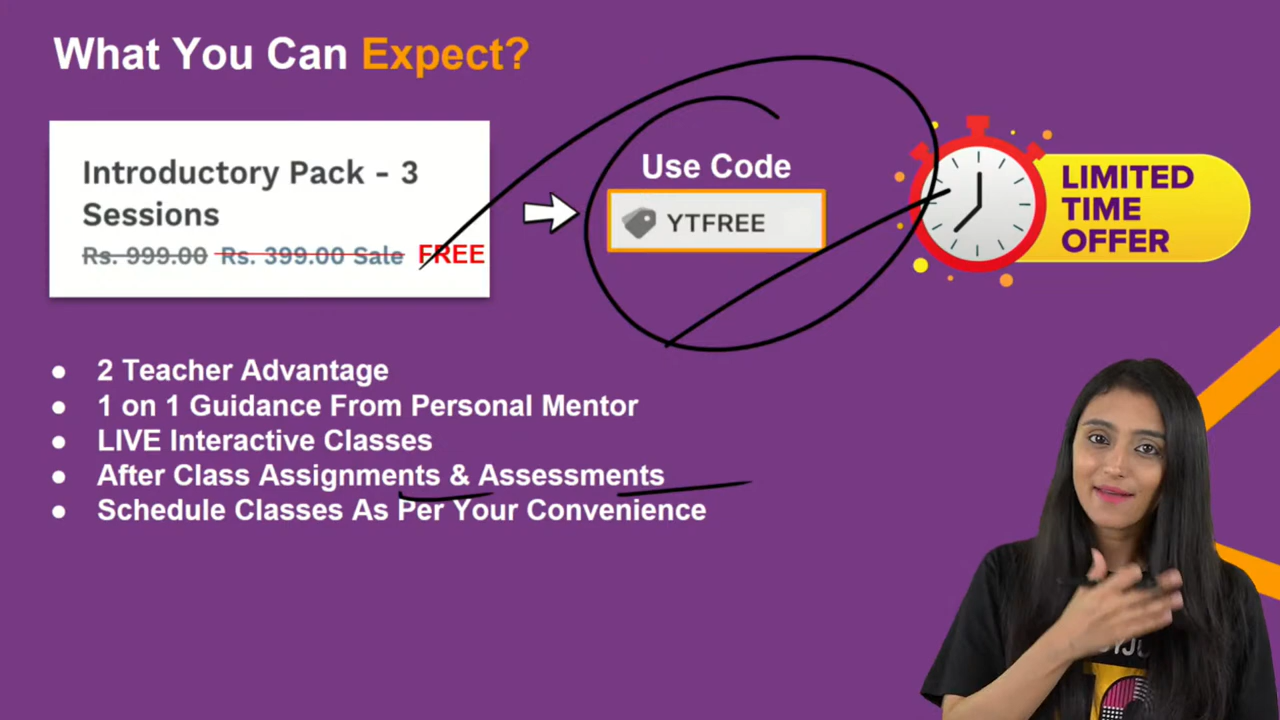 What You Can Expect?
Introductory Pack - 3
Sessions
Rs. 999.00 Rs. 399.00 Sale FREE
Use Code
YTFREE
LIMITED
TIME
OFFER
• 2 Teacher Advantage
• 1 on 1 Guidance From Personal Mentor
• LIVE Interactive Classes
• After Class Assignments & Assessments
• Schedule Classes As Per Your Convenience